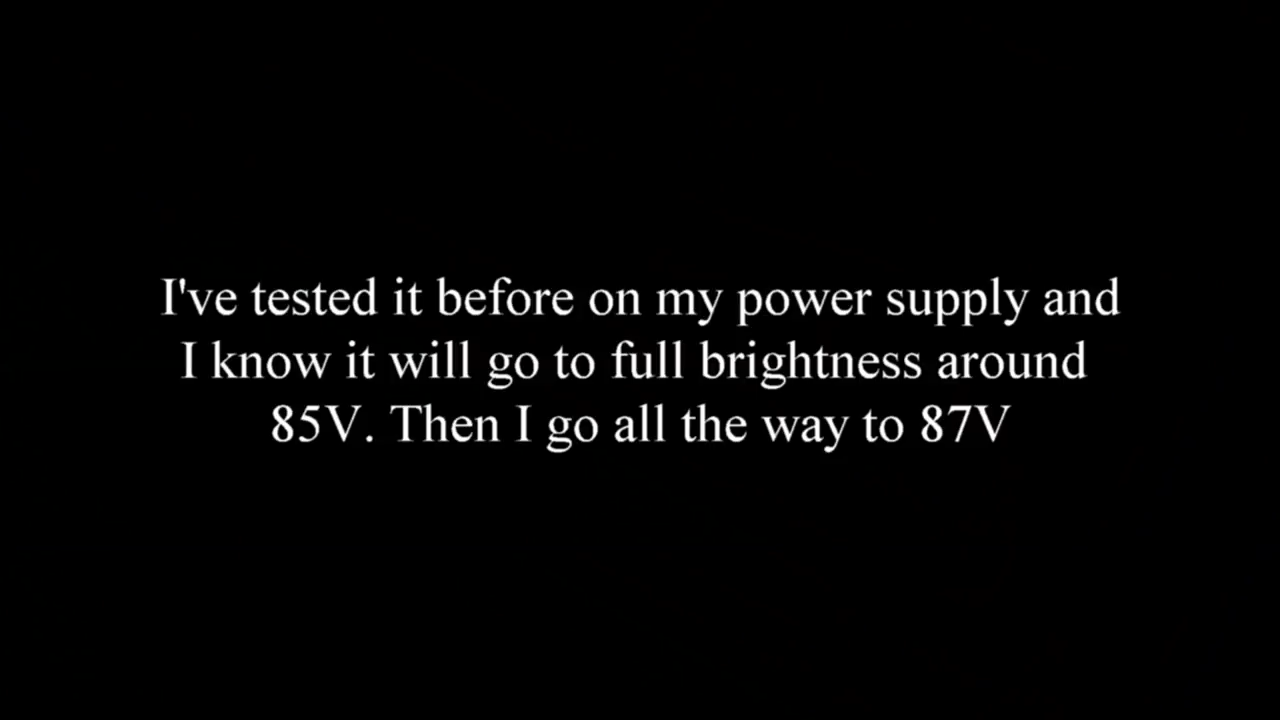 I've tested it before on my power supply and
I know it will go to full brightness around
85V. Then I go all the way to 87V